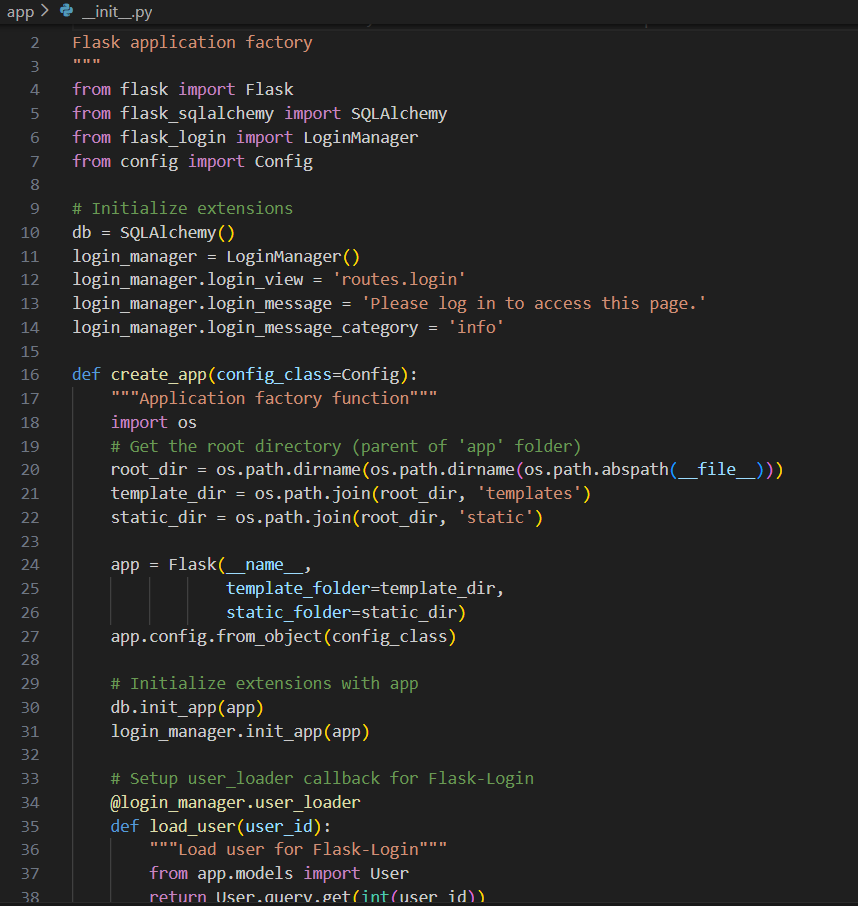 app > __init__.py
2 Flask application factory
3 """
4 from flask import Flask
5 from flask_sqlalchemy import SQLAlchemy
6 from flask_login import LoginManager
7 from config import Config
8
9 # Initialize extensions
10 db = SQLAlchemy()
11 login_manager = LoginManager()
12 login_manager.login_view = 'routes.login'
13 login_manager.login_message = 'Please log in to access this page.'
14 login_manager.login_message_category = 'info'
15
16 def create_app(config_class=Config):
17     """Application factory function"""
18     import os
19     # Get the root directory (parent of 'app' folder)
20     root_dir = os.path.dirname(os.path.dirname(os.path.abspath(__file__)))
21     template_dir = os.path.join(root_dir, 'templates')
22     static_dir = os.path.join(root_dir, 'static')
23
24     app = Flask(__name__,
25                 template_folder=template_dir,
26                 static_folder=static_dir)
27     app.config.from_object(config_class)
28
29     # Initialize extensions with app
30     db.init_app(app)
31     login_manager.init_app(app)
32
33     # Setup user_loader callback for Flask-Login
34     @login_manager.user_loader
35     def load_user(user_id):
36         """Load user for Flask-Login"""
37         from app.models import User
38         return User.query.get(int(user_id))